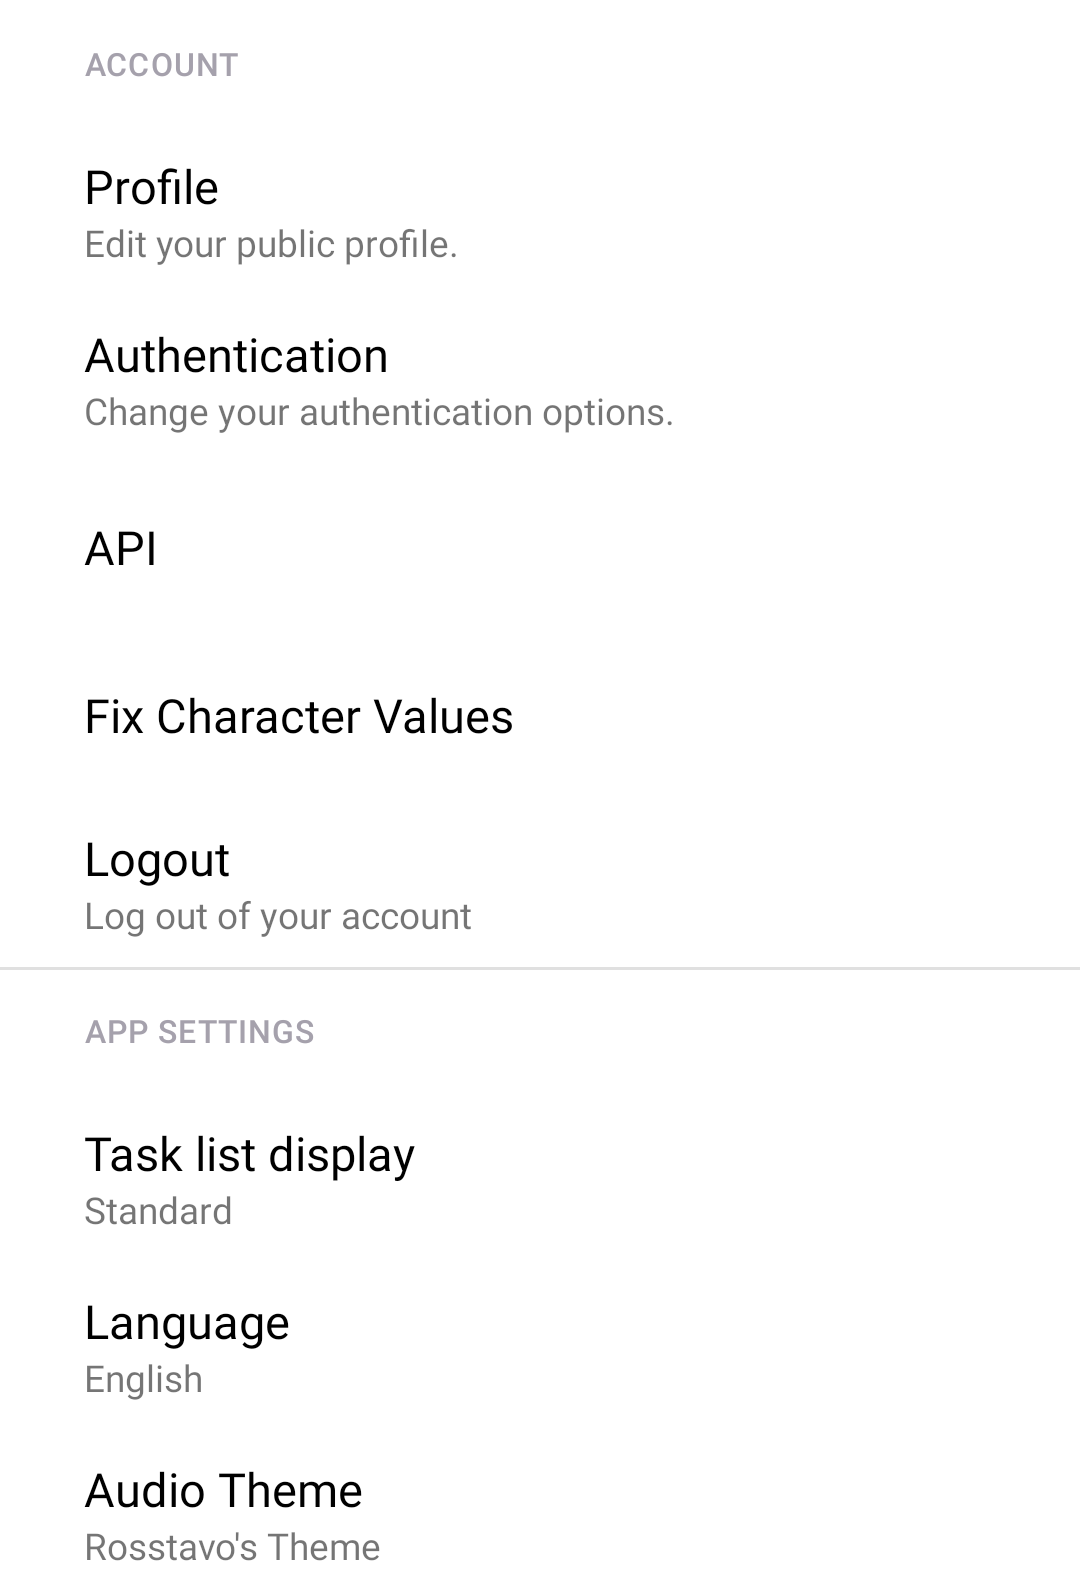 ACCOUNT
Profile
Edit your public profile.
Authentication
Change your authentication options.
API
Fix Character Values
Logout
Log out of your account
APP SETTINGS
Task list display
Standard
Language
English
Audio Theme
Rosstavo's Theme